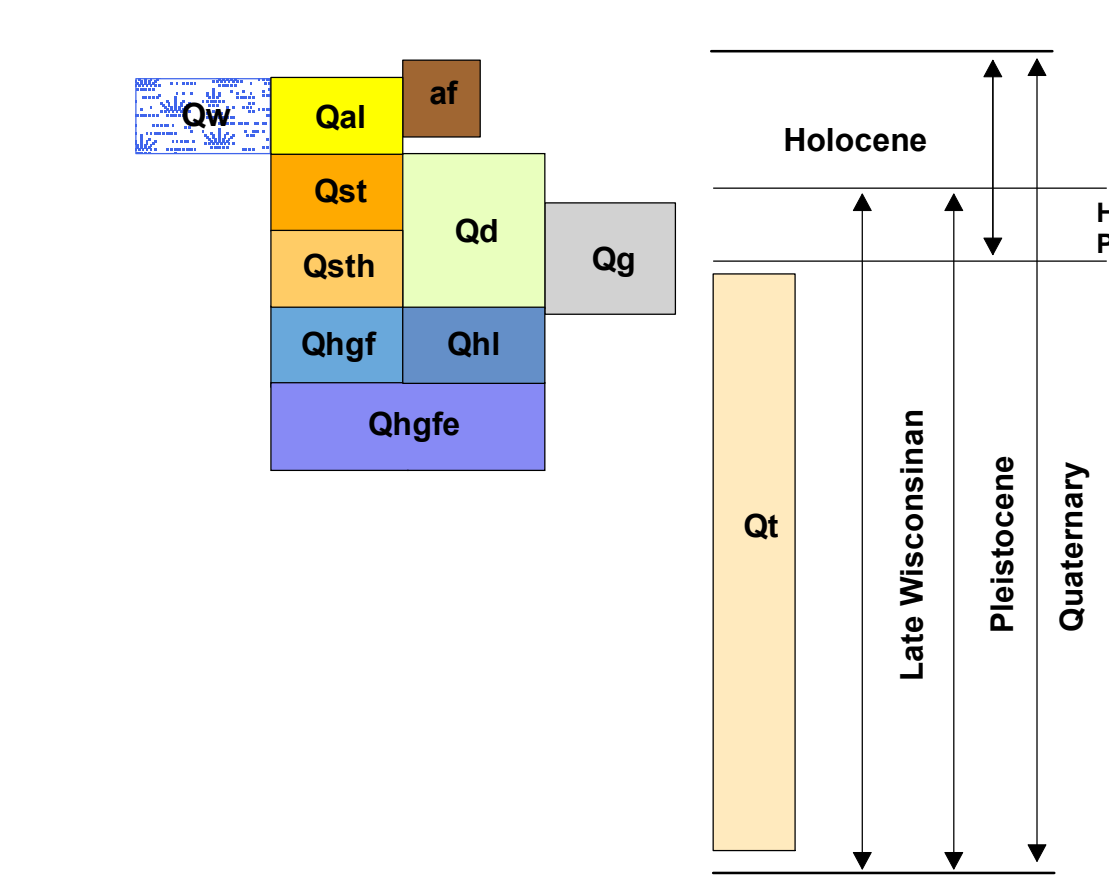 af
Qw
Qal
Holocene
Qst
H
P
Qd
Qg
Qsth
Qhgf
Qhl
Qhgfe
Qt
Late Wisconsinan
Pleistocene
Quaternary